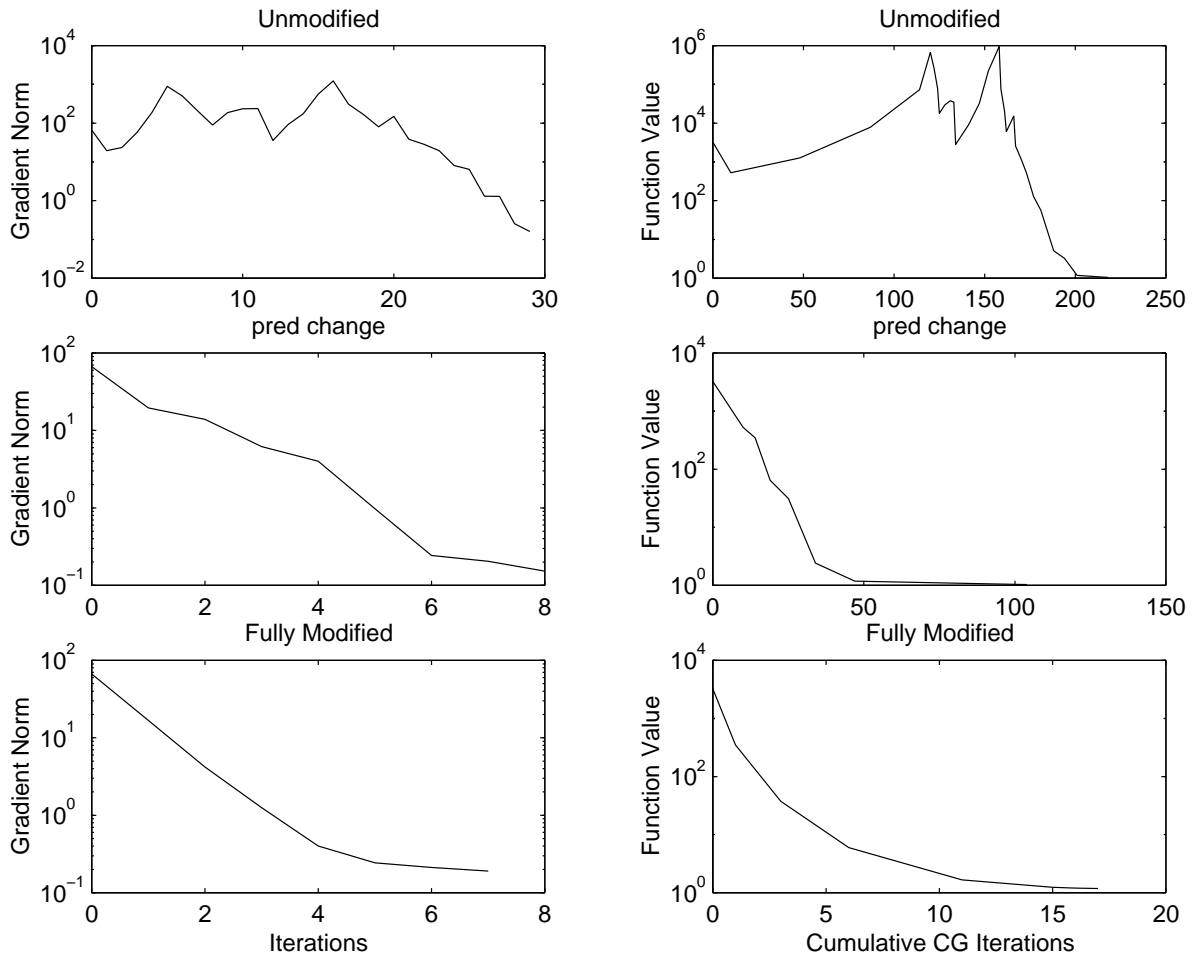 Unmodified
Gradient Norm
10^4
10^2
10^0
10^−2
0 10 20 30
Unmodified
Function Value
10^6
10^4
10^2
10^0
0 50 100 150 200 250
pred change
Gradient Norm
10^2
10^1
10^0
10^−1
0 2 4 6 8
pred change
Function Value
10^4
10^2
10^0
0 50 100 150
Fully Modified
Gradient Norm
10^2
10^1
10^0
10^−1
0 2 4 6 8
Iterations
Fully Modified
Function Value
10^4
10^2
10^0
0 5 10 15 20
Cumulative CG Iterations